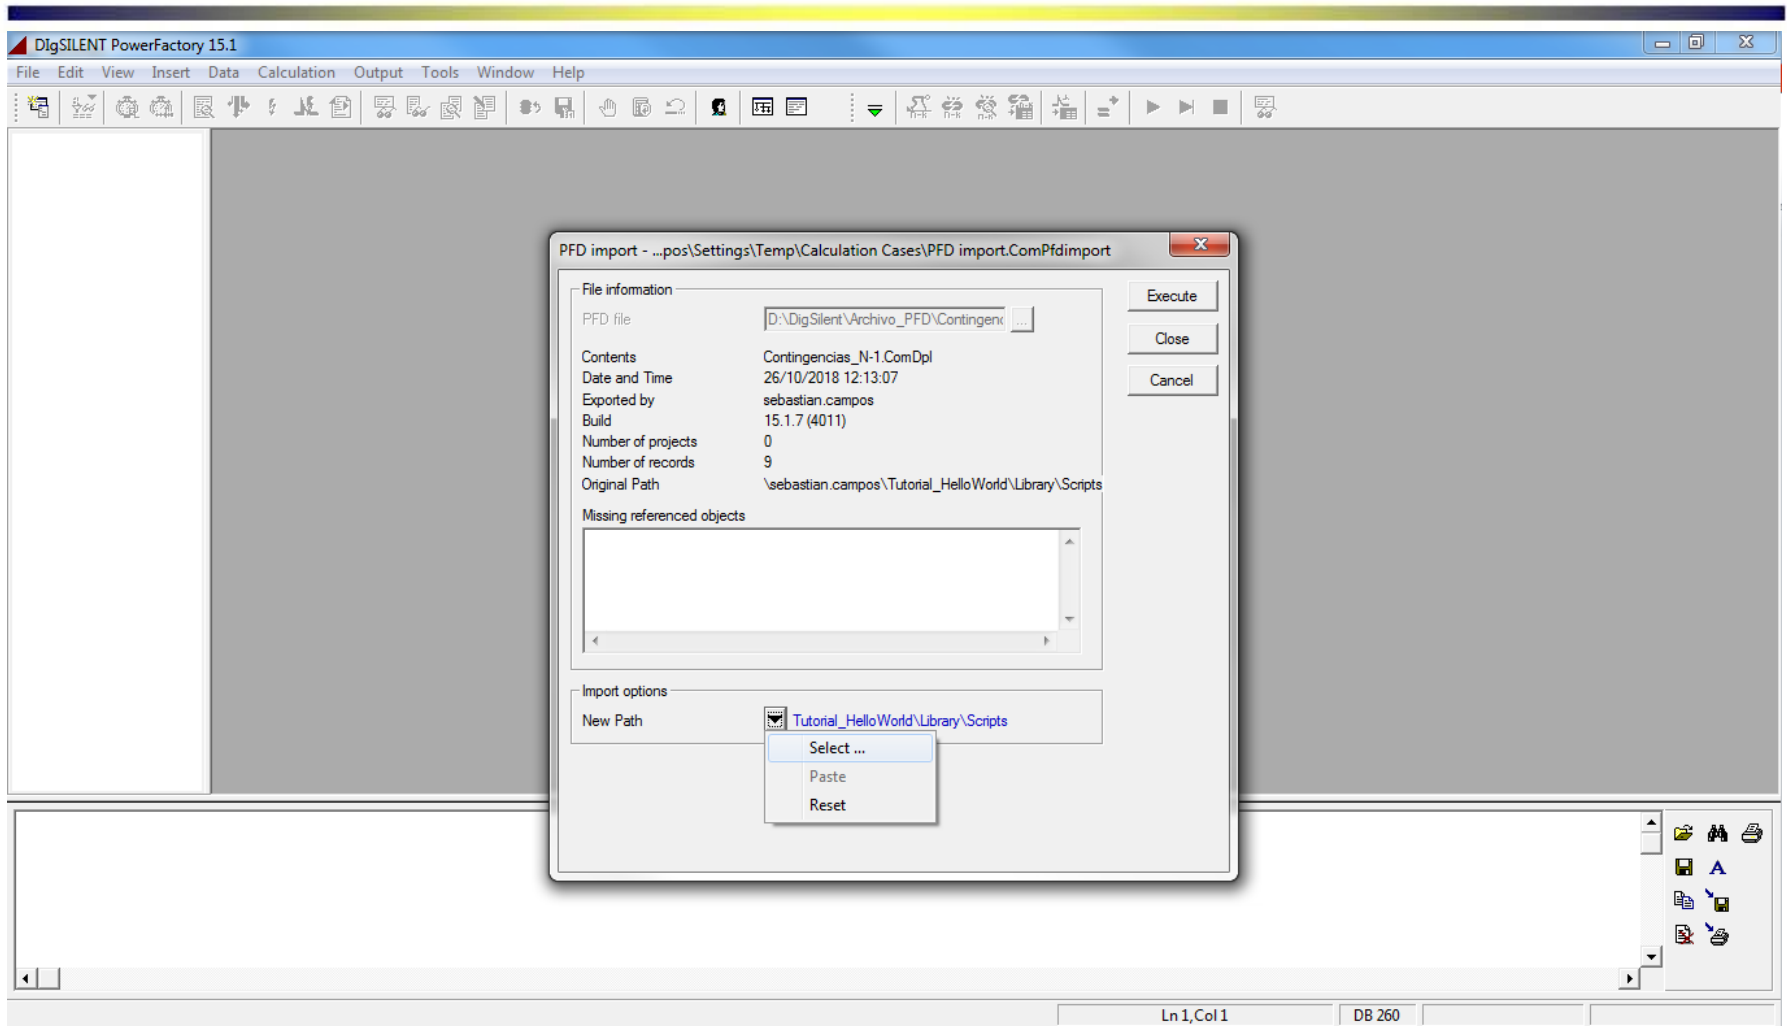 DIgSILENT PowerFactory 15.1
File Edit View Insert Data Calculation Output Tools Window Help
PFD import - ...pos\Settings\Temp\Calculation Cases\PFD import.ComPfdimport
File information
Execute
PFD file D:\DigSilent\Archivo_PFD\Contingenc ...
Close
Contents Contingencias_N-1.ComDpl
Date and Time 26/10/2018 12:13:07
Cancel
Exported by sebastian.campos
Build 15.1.7 (4011)
Number of projects 0
Number of records 9
Original Path \sebastian.campos\Tutorial_HelloWorld\Library\Scripts
Missing referenced objects
Import options
New Path Tutorial_HelloWorld\Library\Scripts
Select ...
Paste
Reset
Ln 1,Col 1 DB 260